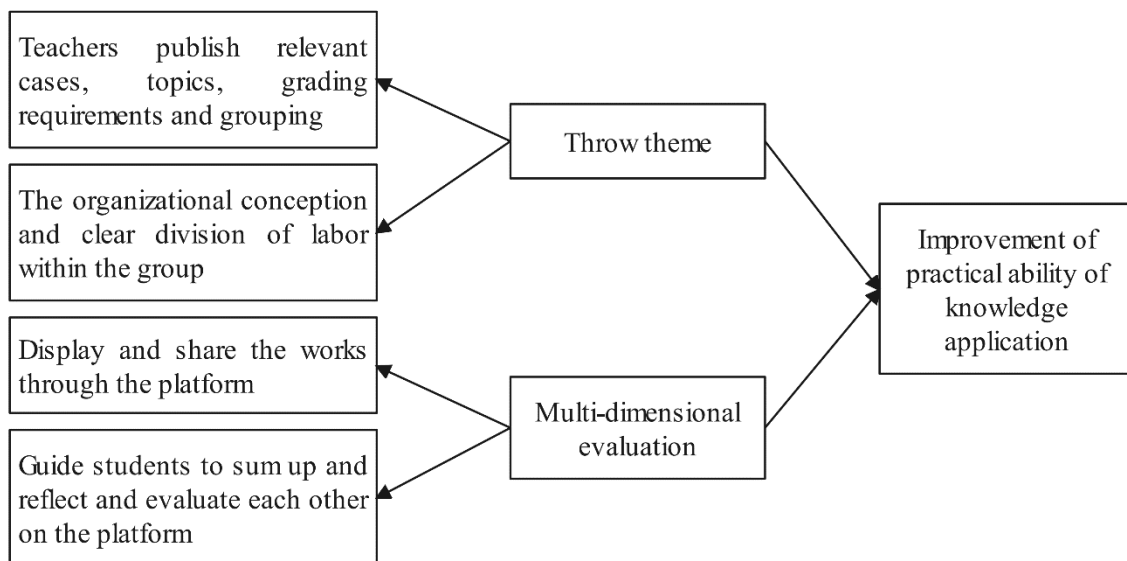 Teachers publish relevant
cases, topics, grading
requirements and grouping
The organizational conception
and clear division of labor
within the group
Display and share the works
through the platform
Guide students to sum up and
reflect and evaluate each other
on the platform
Throw theme
Multi-dimensional
evaluation
Improvement of
practical ability of
knowledge
application